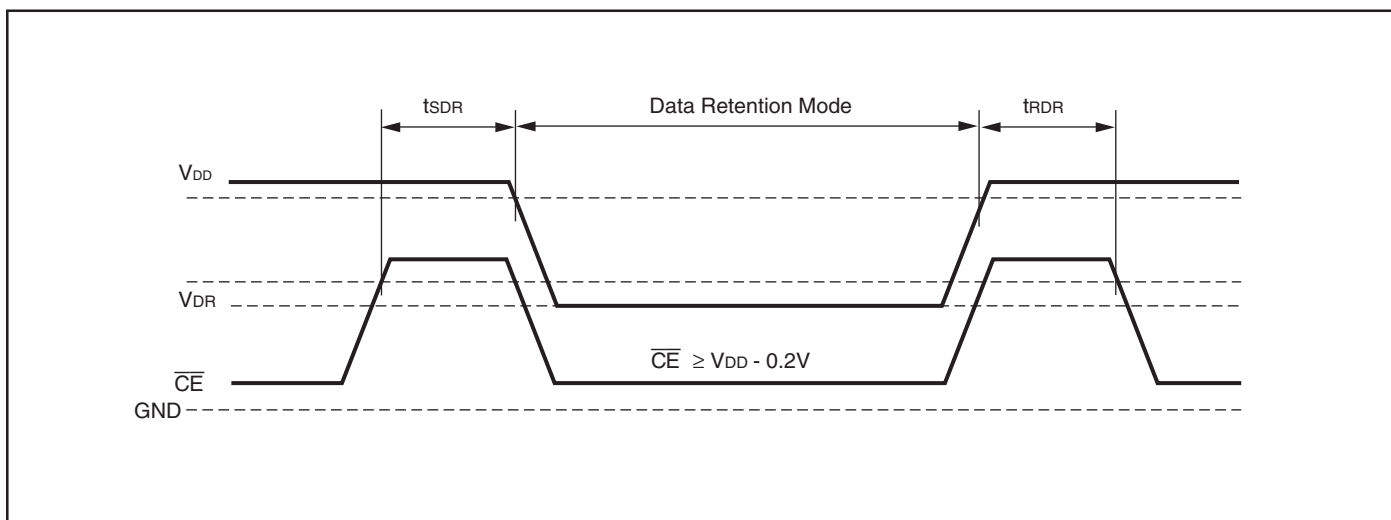 tSDR Data Retention Mode tRDR
VDD
VDR
CE ≥ VDD - 0.2V
CE
GND